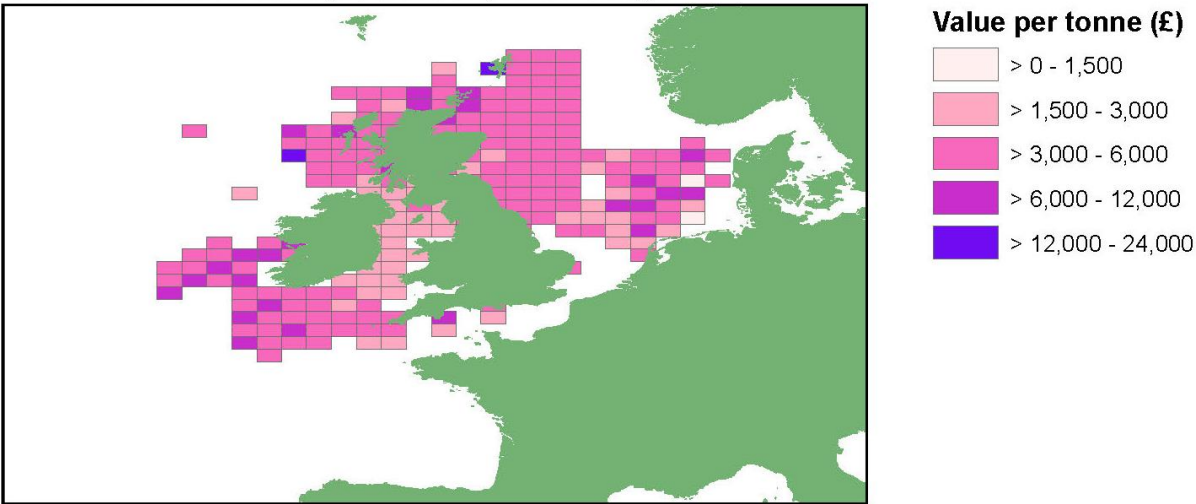 Value per tonne (£)
> 0 - 1,500
> 1,500 - 3,000
> 3,000 - 6,000
> 6,000 - 12,000
> 12,000 - 24,000